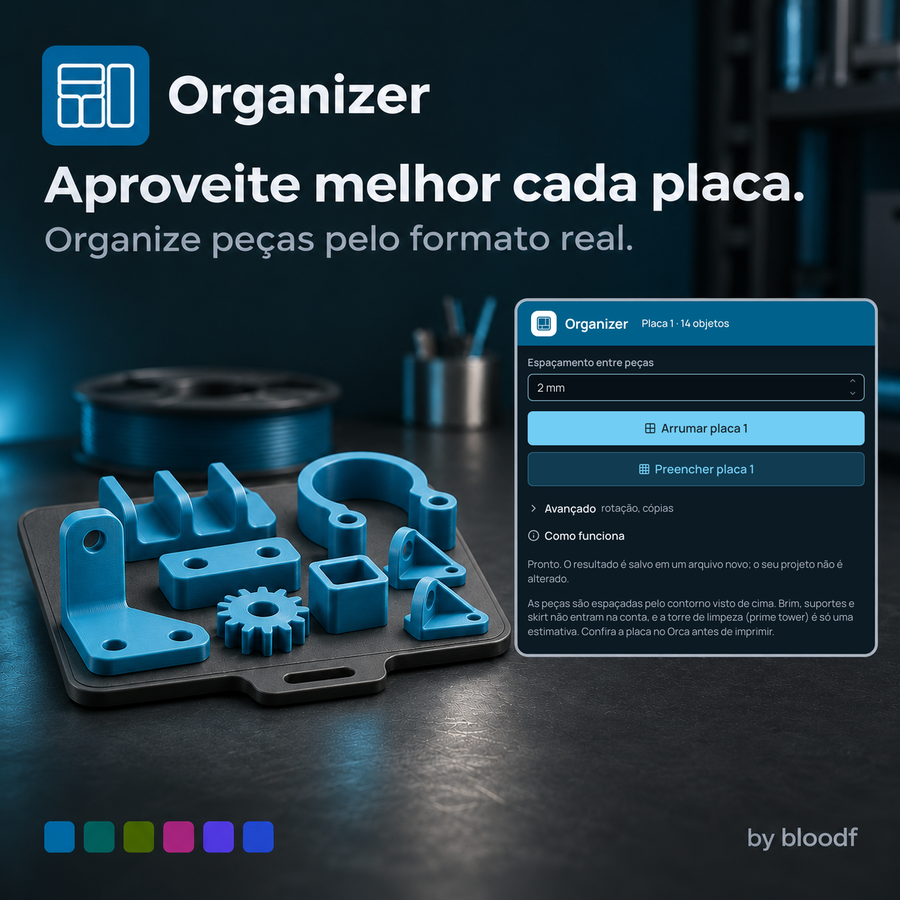 Organizer
Aproveite melhor cada placa.
Organize peças pelo formato real.
Organizer Placa 1 · 14 objetos
Espaçamento entre peças
2 mm
Arrumar placa 1
Preencher placa 1
Avançado rotação, cópias
Como funciona
Pronto. O resultado é salvo em um arquivo novo; o seu projeto não é
alterado.
As peças são espaçadas pelo contorno visto de cima. Brim, suportes e
skirt não entram na conta, e a torre de limpeza (prime tower) é só uma
estimativa. Confira a placa no Orca antes de imprimir.
by bloodf